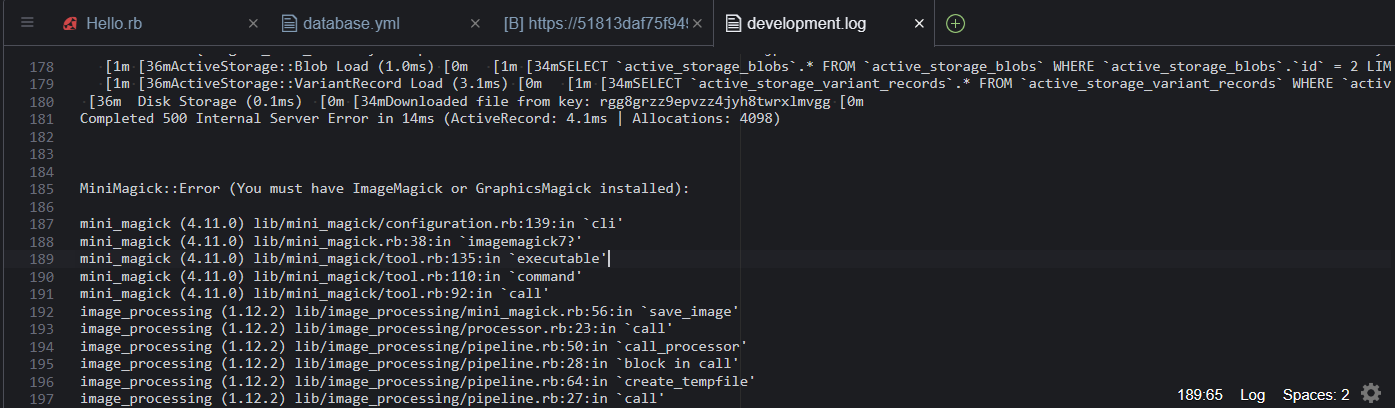 Hello.rb
database.yml
[B] https://51813daf75f949
development.log
178 [1m [36mActiveStorage::Blob Load (1.0ms) [0m [1m [34mSELECT `active_storage_blobs`.* FROM `active_storage_blobs` WHERE `active_storage_blobs`.`id` = 2 LIM
179 [1m [36mActiveStorage::VariantRecord Load (3.1ms) [0m [1m [34mSELECT `active_storage_variant_records`.* FROM `active_storage_variant_records` WHERE `activ
180 [36m Disk Storage (0.1ms) [0m [34mDownloaded file from key: rgg8grzz9epvzz4jyh8twrxlmvgg [0m
181 Completed 500 Internal Server Error in 14ms (ActiveRecord: 4.1ms | Allocations: 4098)
182
183
184
185 MiniMagick::Error (You must have ImageMagick or GraphicsMagick installed):
186
187 mini_magick (4.11.0) lib/mini_magick/configuration.rb:139:in `cli'
188 mini_magick (4.11.0) lib/mini_magick.rb:38:in `imagemagick7?'
189 mini_magick (4.11.0) lib/mini_magick/tool.rb:135:in `executable'
190 mini_magick (4.11.0) lib/mini_magick/tool.rb:110:in `command'
191 mini_magick (4.11.0) lib/mini_magick/tool.rb:92:in `call'
192 image_processing (1.12.2) lib/image_processing/mini_magick.rb:56:in `save_image'
193 image_processing (1.12.2) lib/image_processing/processor.rb:23:in `call'
194 image_processing (1.12.2) lib/image_processing/pipeline.rb:50:in `call_processor'
195 image_processing (1.12.2) lib/image_processing/pipeline.rb:28:in `block in call'
196 image_processing (1.12.2) lib/image_processing/pipeline.rb:64:in `create_tempfile'
197 image_processing (1.12.2) lib/image_processing/pipeline.rb:27:in `call'
189:65 Log Spaces: 2